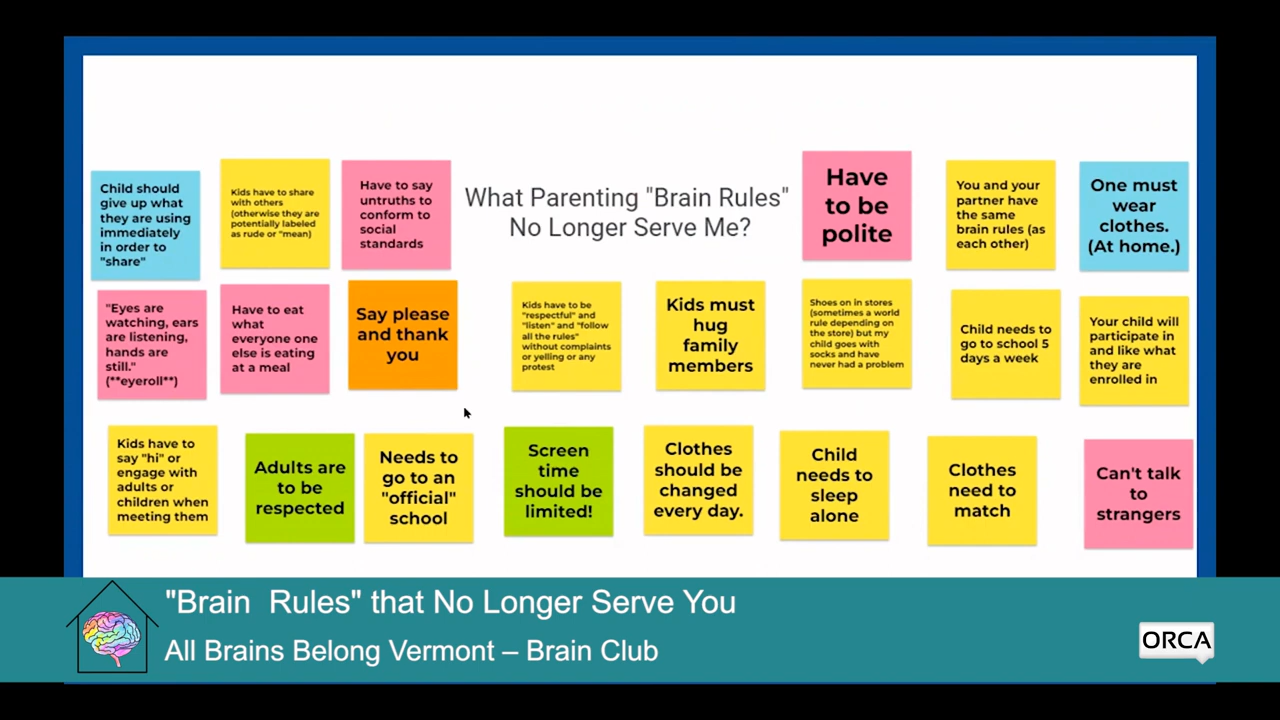 Child should
give up what
they are using
immediately
in order to
"share"
Kids have to share
with others
(otherwise they are
potentially labeled
as rude or "mean)
Have to say
untruths to
conform to
social
standards
What Parenting "Brain Rules"
No Longer Serve Me?
Have
to be
polite
You and your
partner have
the same
brain rules (as
each other)
One must
wear
clothes.
(At home.)
"Eyes are
watching, ears
are listening,
hands are
still."
(**eyeroll**)
Have to eat
what
everyone one
else is eating
at a meal
Say please
and thank
you
Kids have to be
"respectful" and
"listen" and "follow
all the rules"
without complaints
or yelling or any
protest
Kids must
hug
family
members
Shoes on in stores
(sometimes a world
rule depending on
the store) but my
child goes with
socks and have
never had a problem
Child needs to
go to school 5
days a week
Your child will
participate in
and like what
they are
enrolled in
Kids have to
say "hi" or
engage with
adults or
children when
meeting them
Adults are
to be
respected
Needs to
go to an
"official"
school
Screen
time
should be
limited!
Clothes
should be
changed
every day.
Child
needs to
sleep
alone
Clothes
need to
match
Can't talk
to
strangers
"Brain Rules" that No Longer Serve You
All Brains Belong Vermont – Brain Club
ORCA